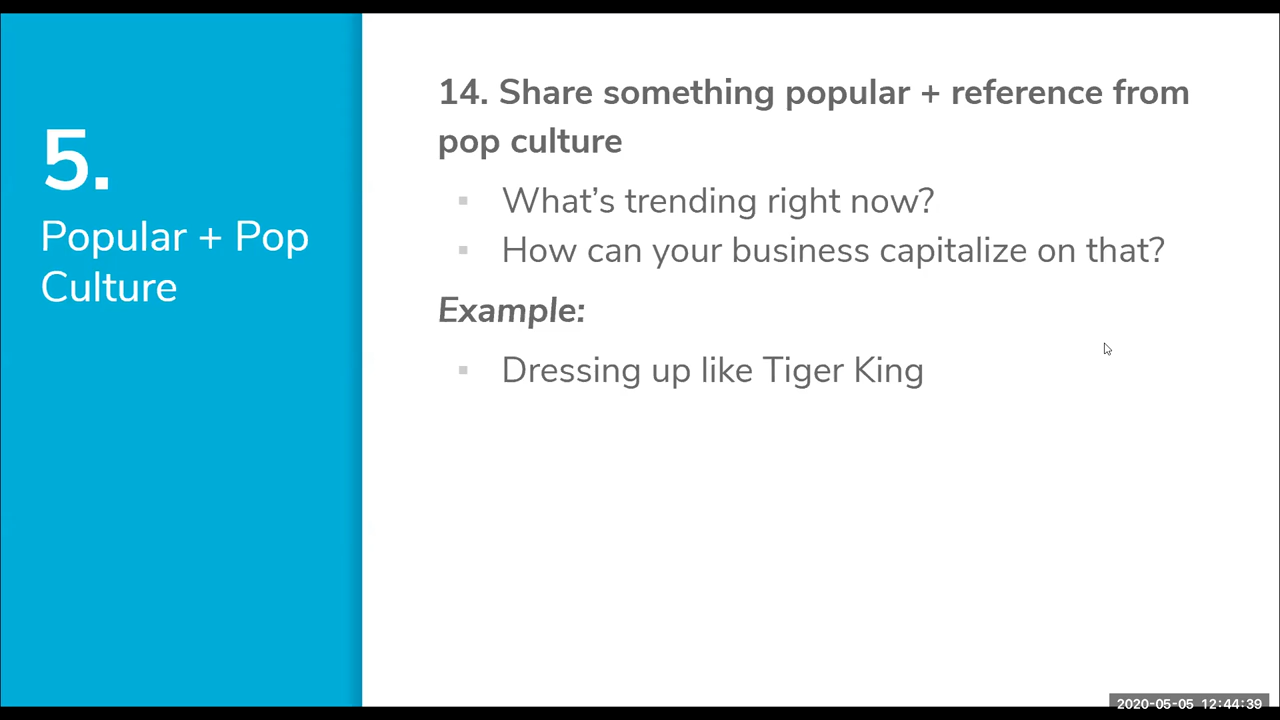 5.
Popular + Pop
Culture
14. Share something popular + reference from
pop culture
What’s trending right now?
How can your business capitalize on that?
Example:
Dressing up like Tiger King
2020-05-05 12:44:39